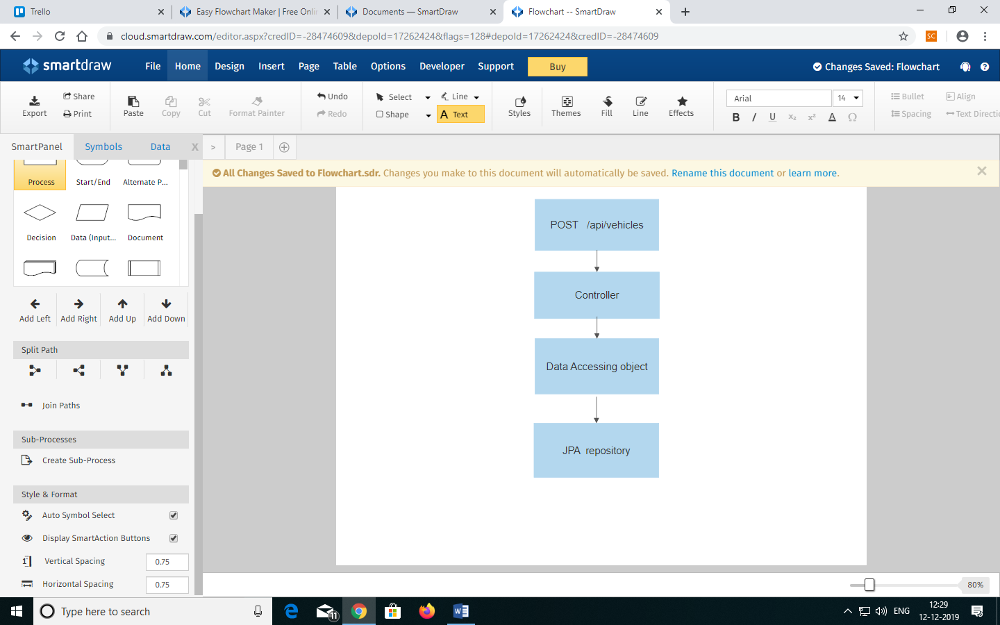 Trello
Easy Flowchart Maker | Free Onlin
Documents — SmartDraw
Flowchart -- SmartDraw
cloud.smartdraw.com/editor.aspx?credID=-28474609&depoId=17262424&flags=128#depoId=17262424&credID=-28474609
SC
smartdraw
File Home Design Insert Page Table Options Developer Support Buy
Changes Saved: Flowchart
Export Share Print
Paste Copy Cut Format Painter
Undo Redo
Select Line
Shape A Text
Styles Themes Fill Line Effects
Arial 14
B I U x₂ x² A Ω
Bullet Align
Spacing Text Directi
SmartPanel Symbols Data X > Page 1
All Changes Saved to Flowchart.sdr. Changes you make to this document will automatically be saved. Rename this document or learn more.
Process Start/End Alternate P...
Decision Data (Input... Document
Add Left Add Right Add Up Add Down
Split Path
Join Paths
Sub-Processes
Create Sub-Process
Style & Format
Auto Symbol Select
Display SmartAction Buttons
Vertical Spacing 0.75
Horizontal Spacing 0.75
POST /api/vehicles
Controller
Data Accessing object
JPA repository
80%
Type here to search
11
ENG
12:29
12-12-2019